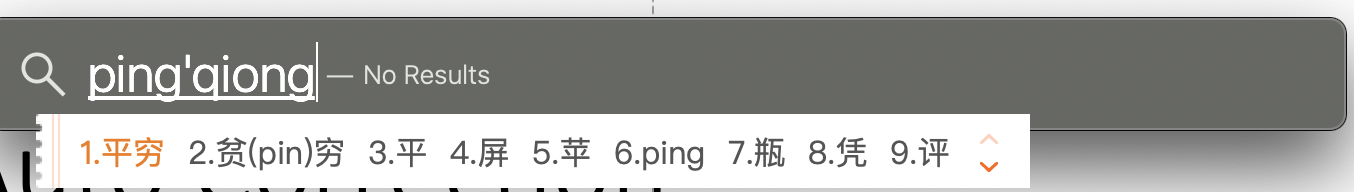 ping'qiong — No Results
1.平穷 2.贫(pin)穷 3.平 4.屏 5.苹 6.ping 7.瓶 8.凭 9.评